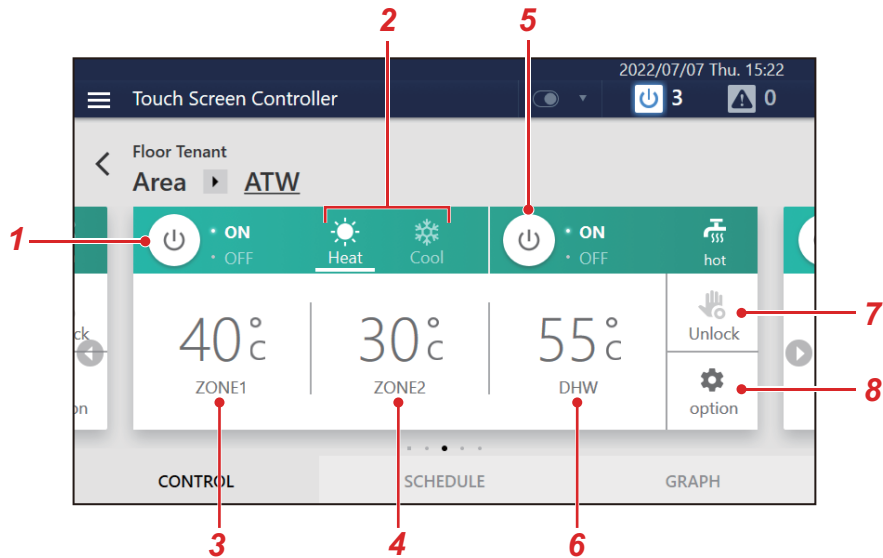 2 5
2022/07/07 Thu. 15:22
Touch Screen Controller 3 0
Floor Tenant
Area ATW
1
ON Heat Cool ON hot
OFF OFF
40°C 30°C 55°C
ZONE1 ZONE2 DHW
ck Unlock 7
on option 8
CONTROL SCHEDULE GRAPH
3 4 6